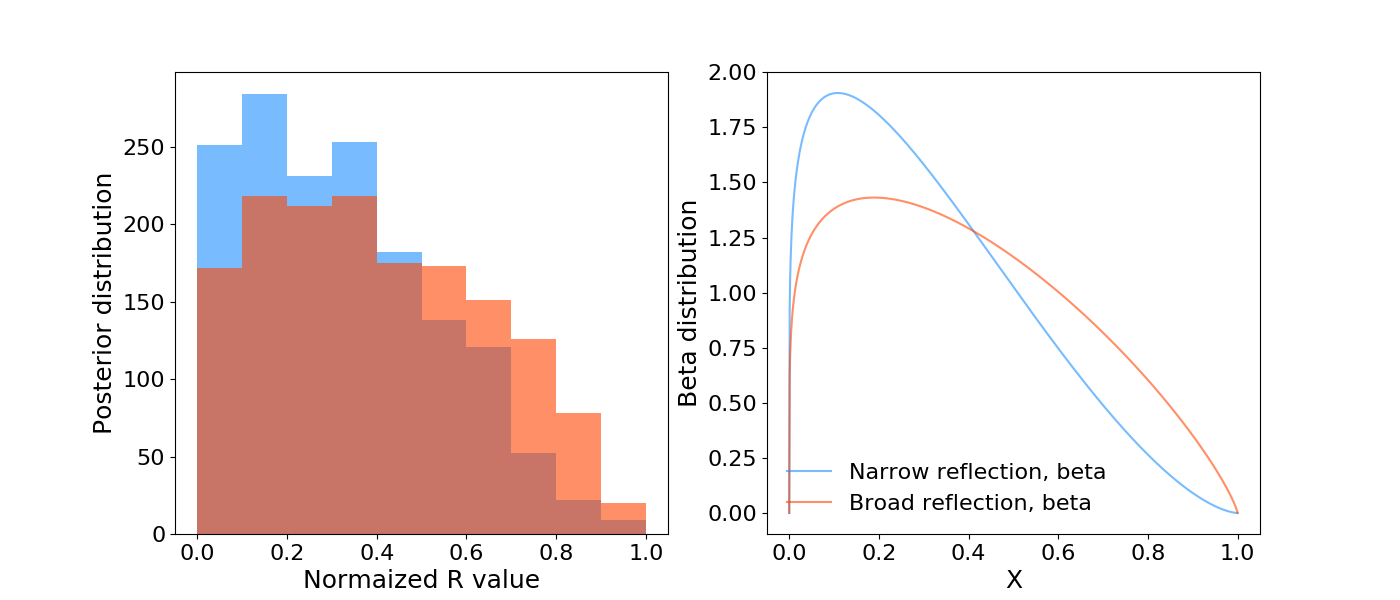 Posterior distribution
250
200
150
100
50
0
0.0 0.2 0.4 0.6 0.8 1.0
Normaized R value
Beta distribution
2.00
1.75
1.50
1.25
1.00
0.75
0.50
0.25
0.00
Narrow reflection, beta
Broad reflection, beta
0.0 0.2 0.4 0.6 0.8 1.0
X